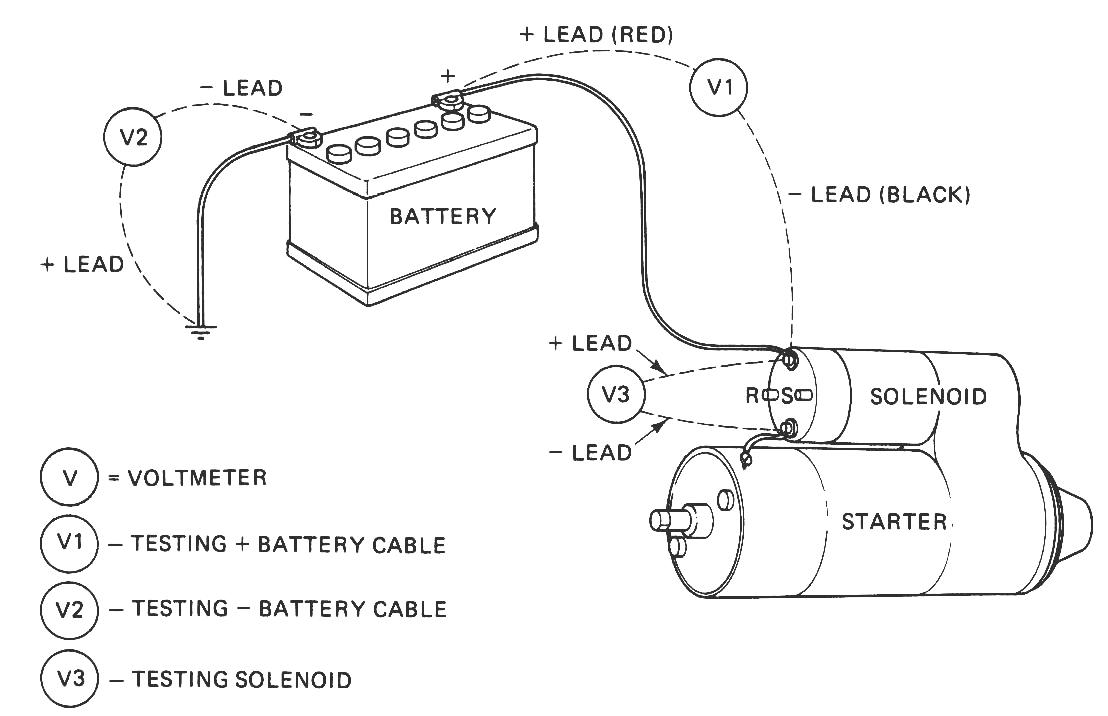 + LEAD (RED)
+
V1
− LEAD
−
V2
− LEAD (BLACK)
BATTERY
+ LEAD
+ LEAD
V3
R S
SOLENOID
− LEAD
V = VOLTMETER
STARTER
V1 − TESTING + BATTERY CABLE
V2 − TESTING − BATTERY CABLE
V3 − TESTING SOLENOID